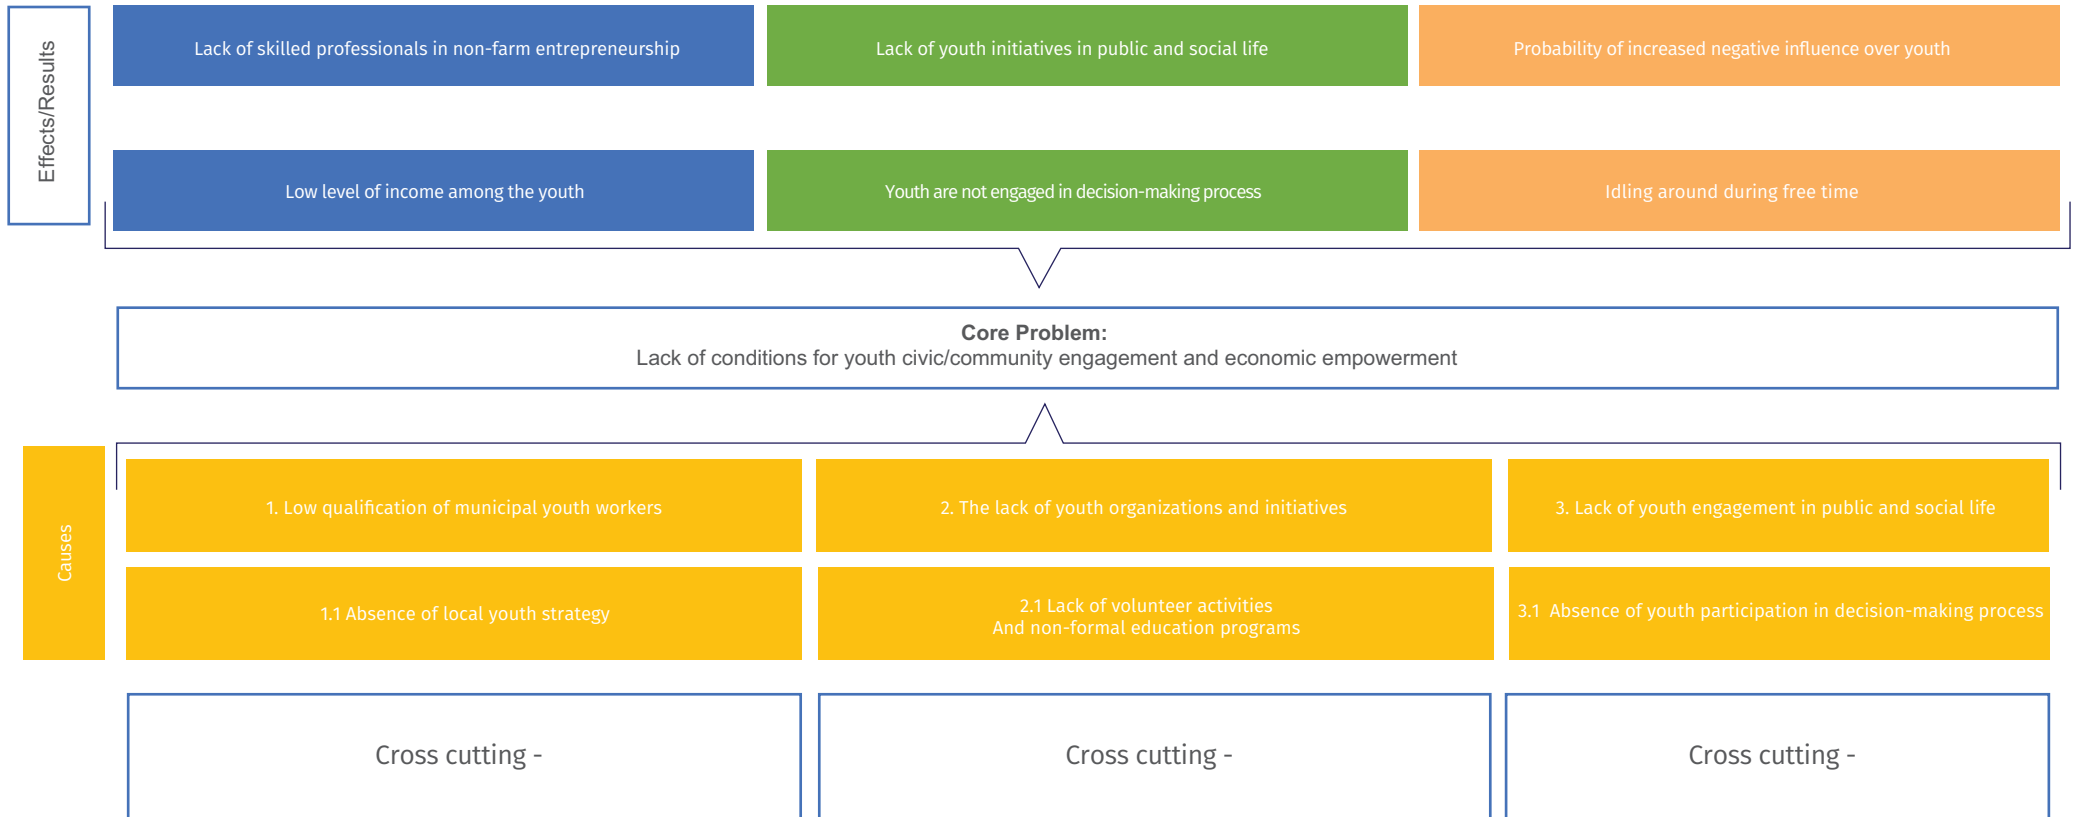 Effects/Results
Lack of skilled professionals in non-farm entrepreneurship
Lack of youth initiatives in public and social life
Probability of increased negative influence over youth
Low level of income among the youth
Youth are not engaged in decision-making process
Idling around during free time
Core Problem:
Lack of conditions for youth civic/community engagement and economic empowerment
Causes
1. Low qualification of municipal youth workers
2. The lack of youth organizations and initiatives
3. Lack of youth engagement in public and social life
1.1 Absence of local youth strategy
2.1 Lack of volunteer activities
And non-formal education programs
3.1 Absence of youth participation in decision-making process
Cross cutting -
Cross cutting -
Cross cutting -